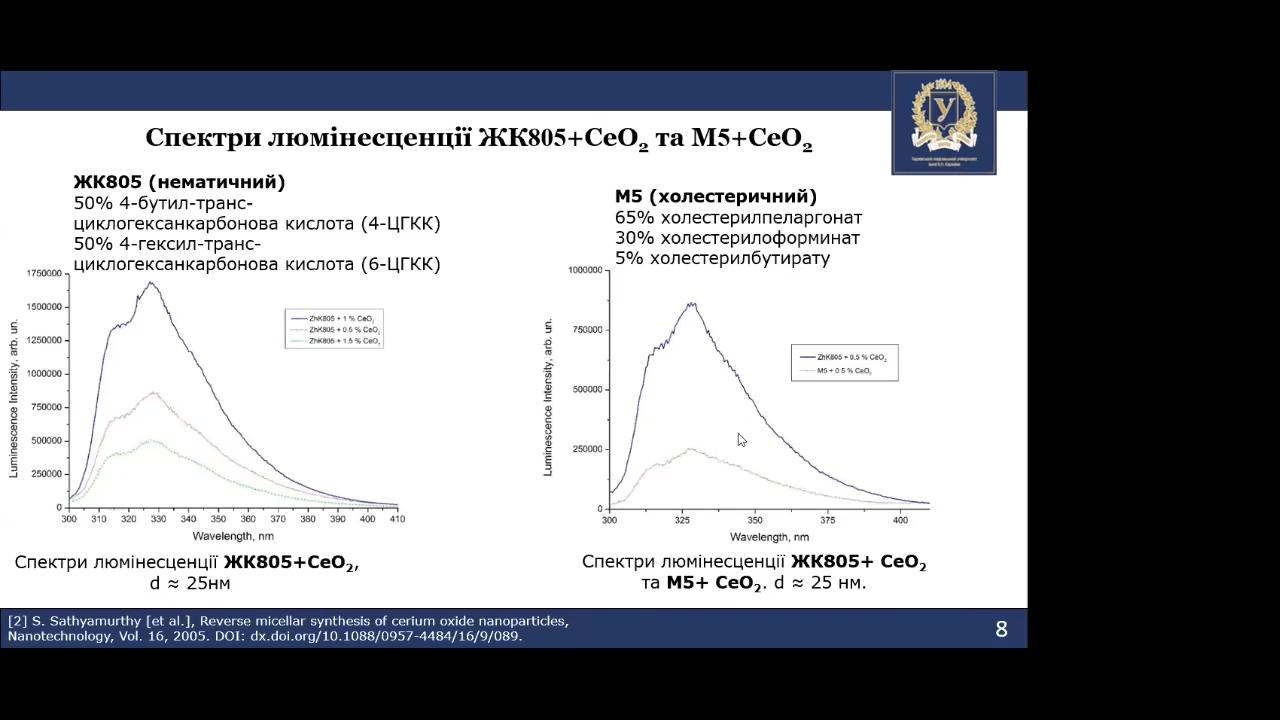 Спектри люмінесценції ЖК805+CeO₂ та М5+CeO₂
ЖК805 (нематичний)
50% 4-бутил-транс-
циклогексанкарбонова кислота (4-ЦГКК)
50% 4-гексил-транс-
циклогексанкарбонова кислота (6-ЦГКК)
1750000
1500000
1250000
1000000
750000
500000
250000
0
Luminescence Intensity, arb. un.
ZhK805 + 1 % CeO₂
ZhK805 + 0.5 % CeO₂
ZhK805 + 1.5 % CeO₂
300 310 320 330 340 350 360 370 380 390 400 410
Wavelength, nm
Спектри люмінесценції ЖК805+CeO₂,
d ≈ 25нм
М5 (холестеричний)
65% холестерилпеларгонат
30% холестерилоформинат
5% холестерилбутирату
1000000
750000
500000
250000
0
Luminescence Intensity, arb. un.
ZhK805 + 0.5 % CeO₂
M5 + 0.5 % CeO₂
300 325 350 375 400
Wavelength, nm
Спектри люмінесценції ЖК805+ CeO₂
та М5+ CeO₂. d ≈ 25 нм.
[2] S. Sathyamurthy [et al.], Reverse micellar synthesis of cerium oxide nanoparticles,
Nanotechnology, Vol. 16, 2005. DOI: dx.doi.org/10.1088/0957-4484/16/9/089.
8